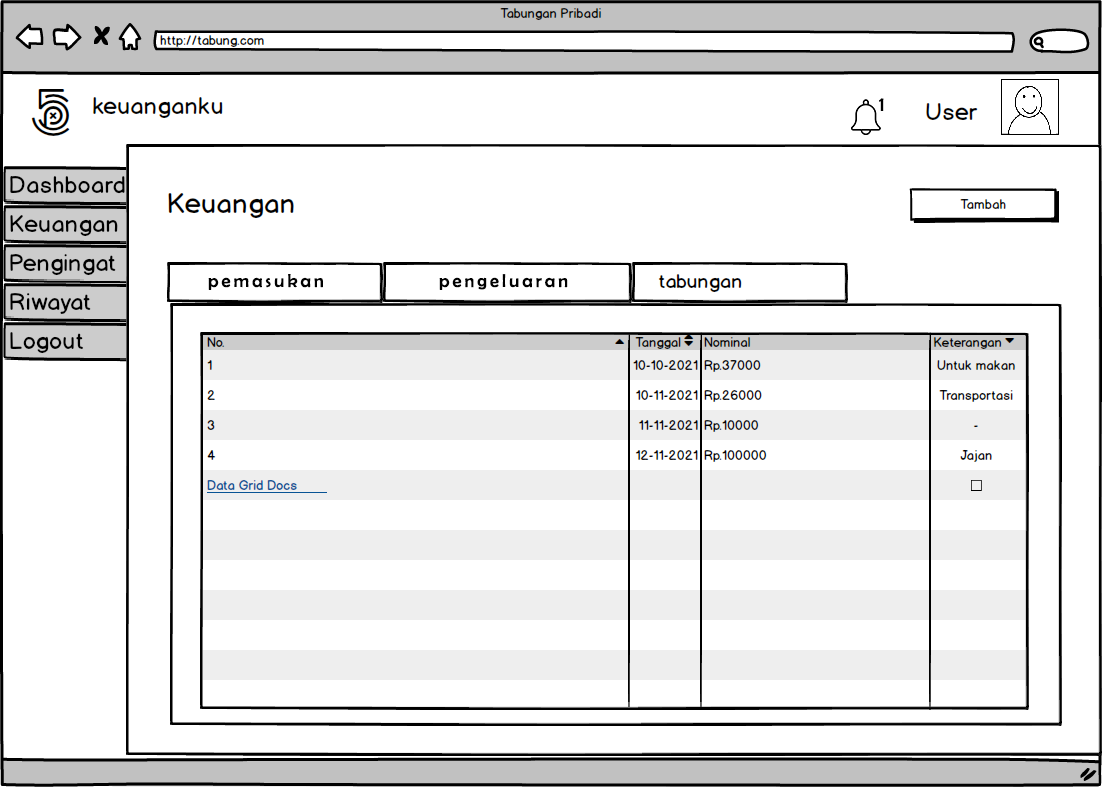 Tabungan Pribadi
http://tabung.com
keuanganku
1
User
Dashboard
Keuangan
Pengingat
Riwayat
Logout
Keuangan
Tambah
pemasukan pengeluaran tabungan
No. Tanggal Nominal Keterangan
1 10-10-2021 Rp.37000 Untuk makan
2 10-11-2021 Rp.26000 Transportasi
3 11-11-2021 Rp.10000 -
4 12-11-2021 Rp.100000 Jajan
Data Grid Docs